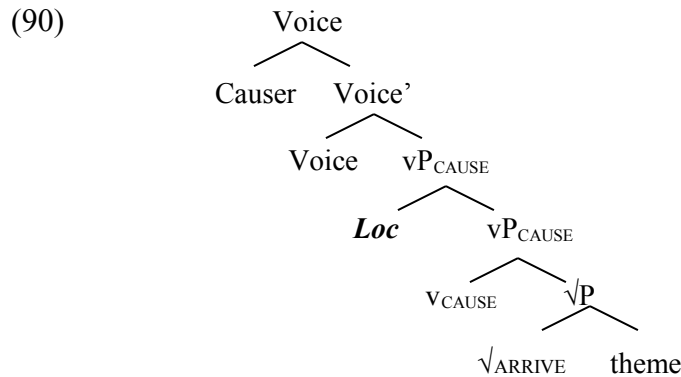 (90) Voice
Causer Voice’
Voice vPCAUSE
Loc vPCAUSE
vCAUSE √P
√ARRIVE theme